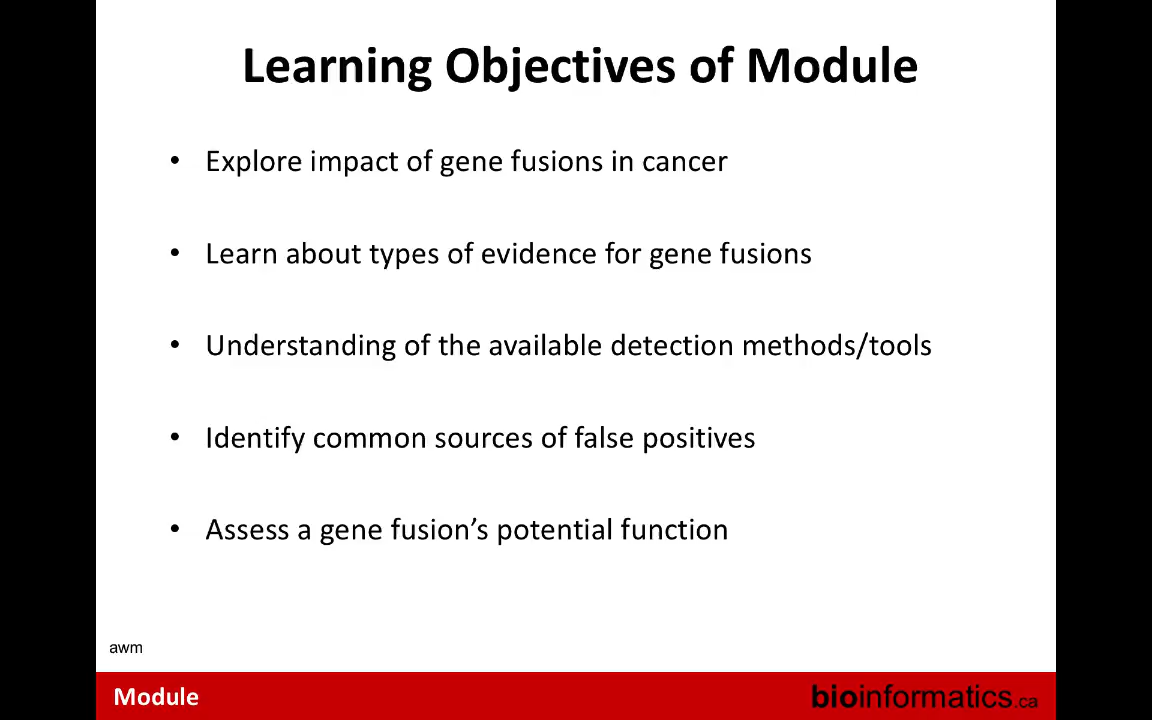 Learning Objectives of Module
• Explore impact of gene fusions in cancer
• Learn about types of evidence for gene fusions
• Understanding of the available detection methods/tools
• Identify common sources of false positives
• Assess a gene fusion’s potential function
awm
Module
bioinformatics.ca